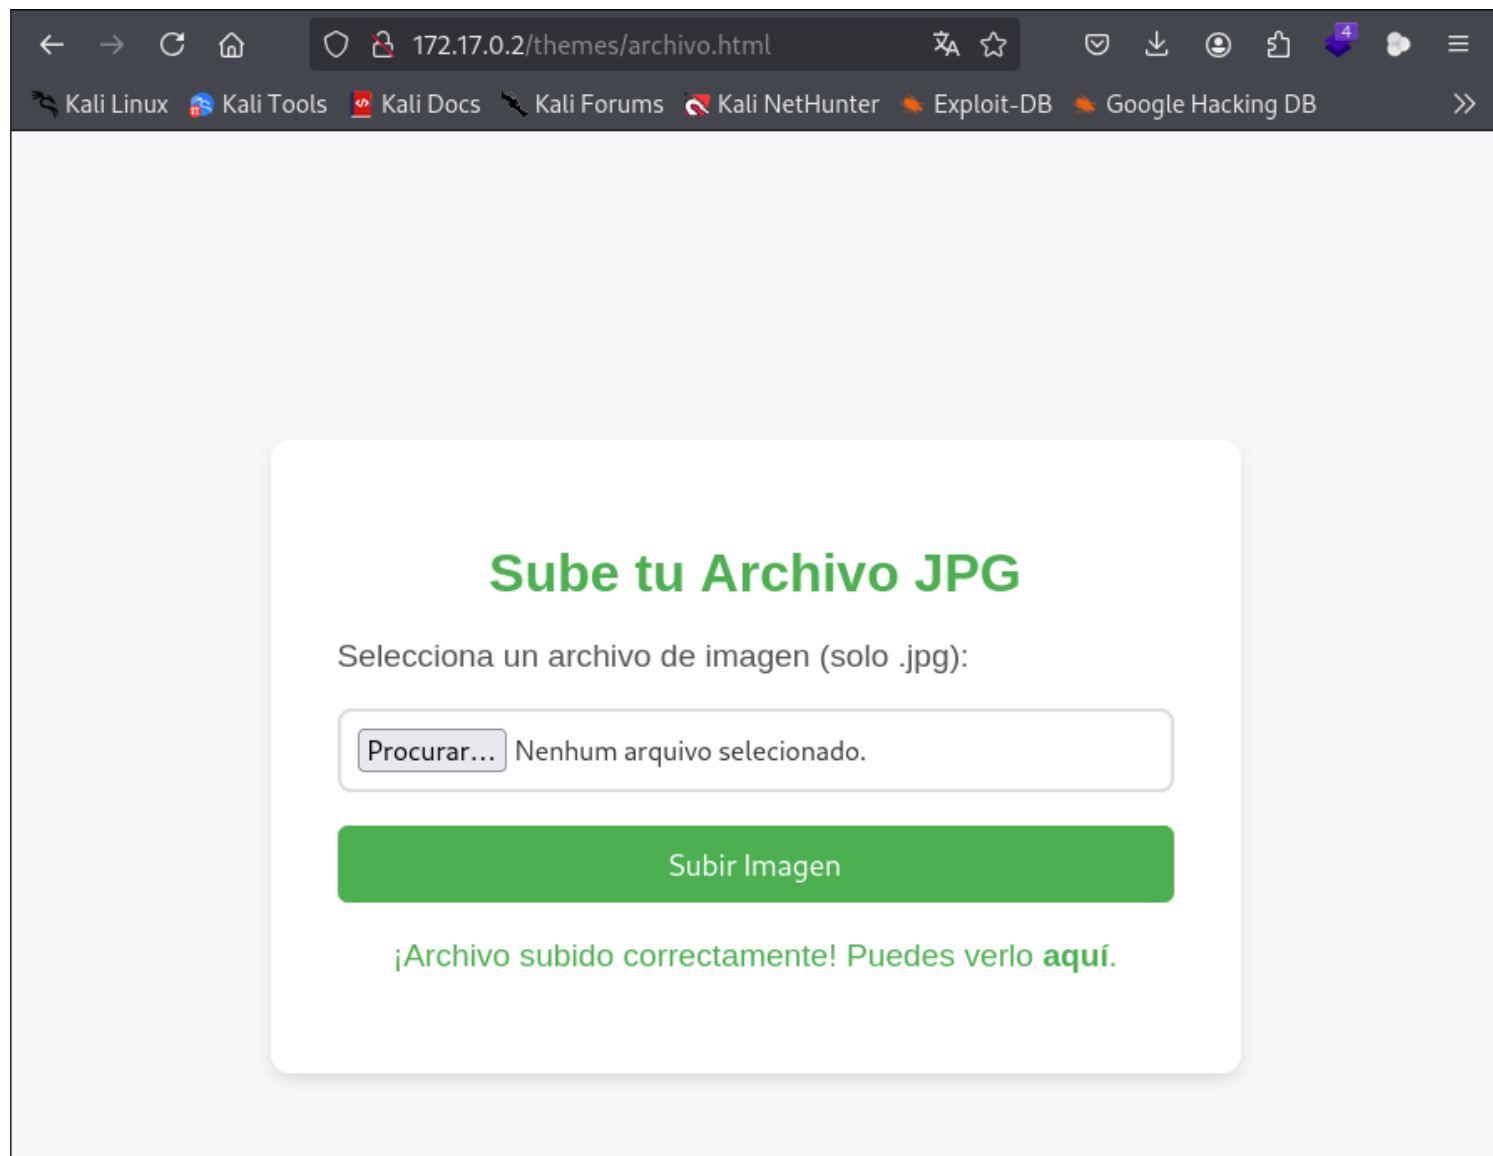 172.17.0.2/themes/archivo.html
4
Kali Linux Kali Tools Kali Docs Kali Forums Kali NetHunter Exploit-DB Google Hacking DB
Sube tu Archivo JPG
Selecciona un archivo de imagen (solo .jpg):
Procurar... Nenhum arquivo selecionado.
Subir Imagen
¡Archivo subido correctamente! Puedes verlo aquí.